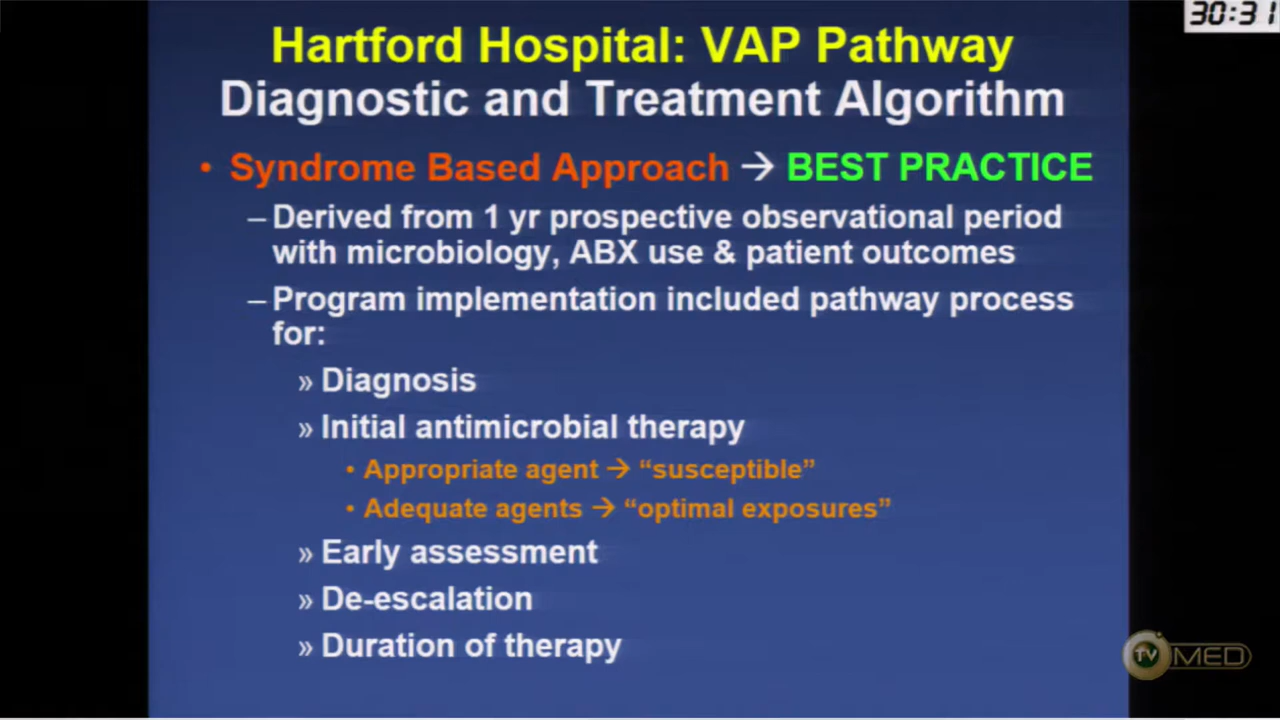 30:31
Hartford Hospital: VAP Pathway
Diagnostic and Treatment Algorithm
• Syndrome Based Approach → BEST PRACTICE
– Derived from 1 yr prospective observational period
with microbiology, ABX use & patient outcomes
– Program implementation included pathway process
for:
» Diagnosis
» Initial antimicrobial therapy
• Appropriate agent → “susceptible”
• Adequate agents → “optimal exposures”
» Early assessment
» De-escalation
» Duration of therapy
TV MED